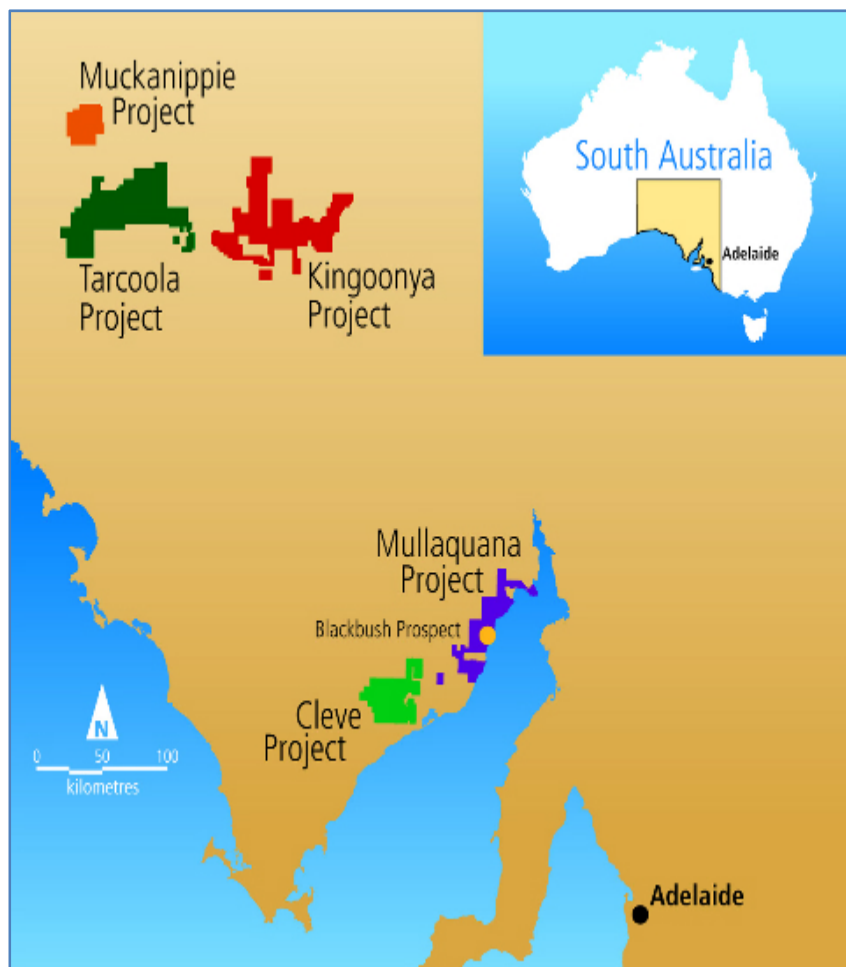 Muckanippie
Project
Tarcoola
Project
Kingoonya
Project
South Australia
Adelaide
Mullaquana
Project
Blackbush Prospect
Cleve
Project
N
0 50 100
kilometres
Adelaide